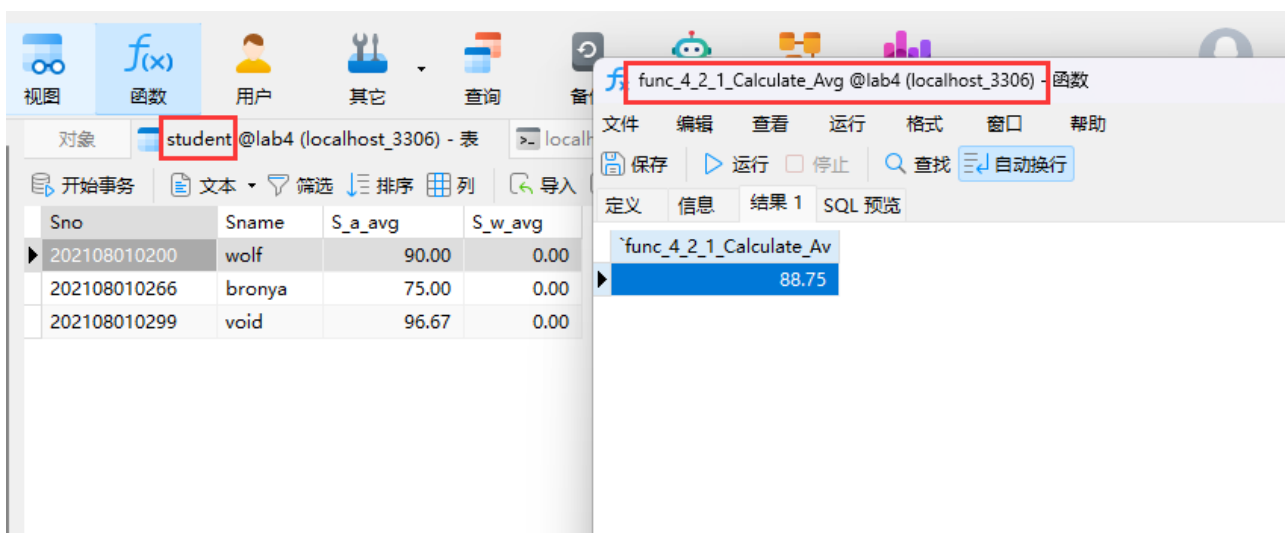 视图 函数 用户 其它 查询
func_4_2_1_Calculate_Avg @lab4 (localhost_3306) - 函数
对象 student @lab4 (localhost_3306) - 表
文件 编辑 查看 运行 格式 窗口 帮助
开始事务 文本 筛选 排序 列 导入
保存 运行 停止 查找 自动换行
定义 信息 结果 1 SQL 预览
Sno Sname S_a_avg S_w_avg
202108010200 wolf 90.00 0.00
202108010266 bronya 75.00 0.00
202108010299 void 96.67 0.00
`func_4_2_1_Calculate_Av
88.75